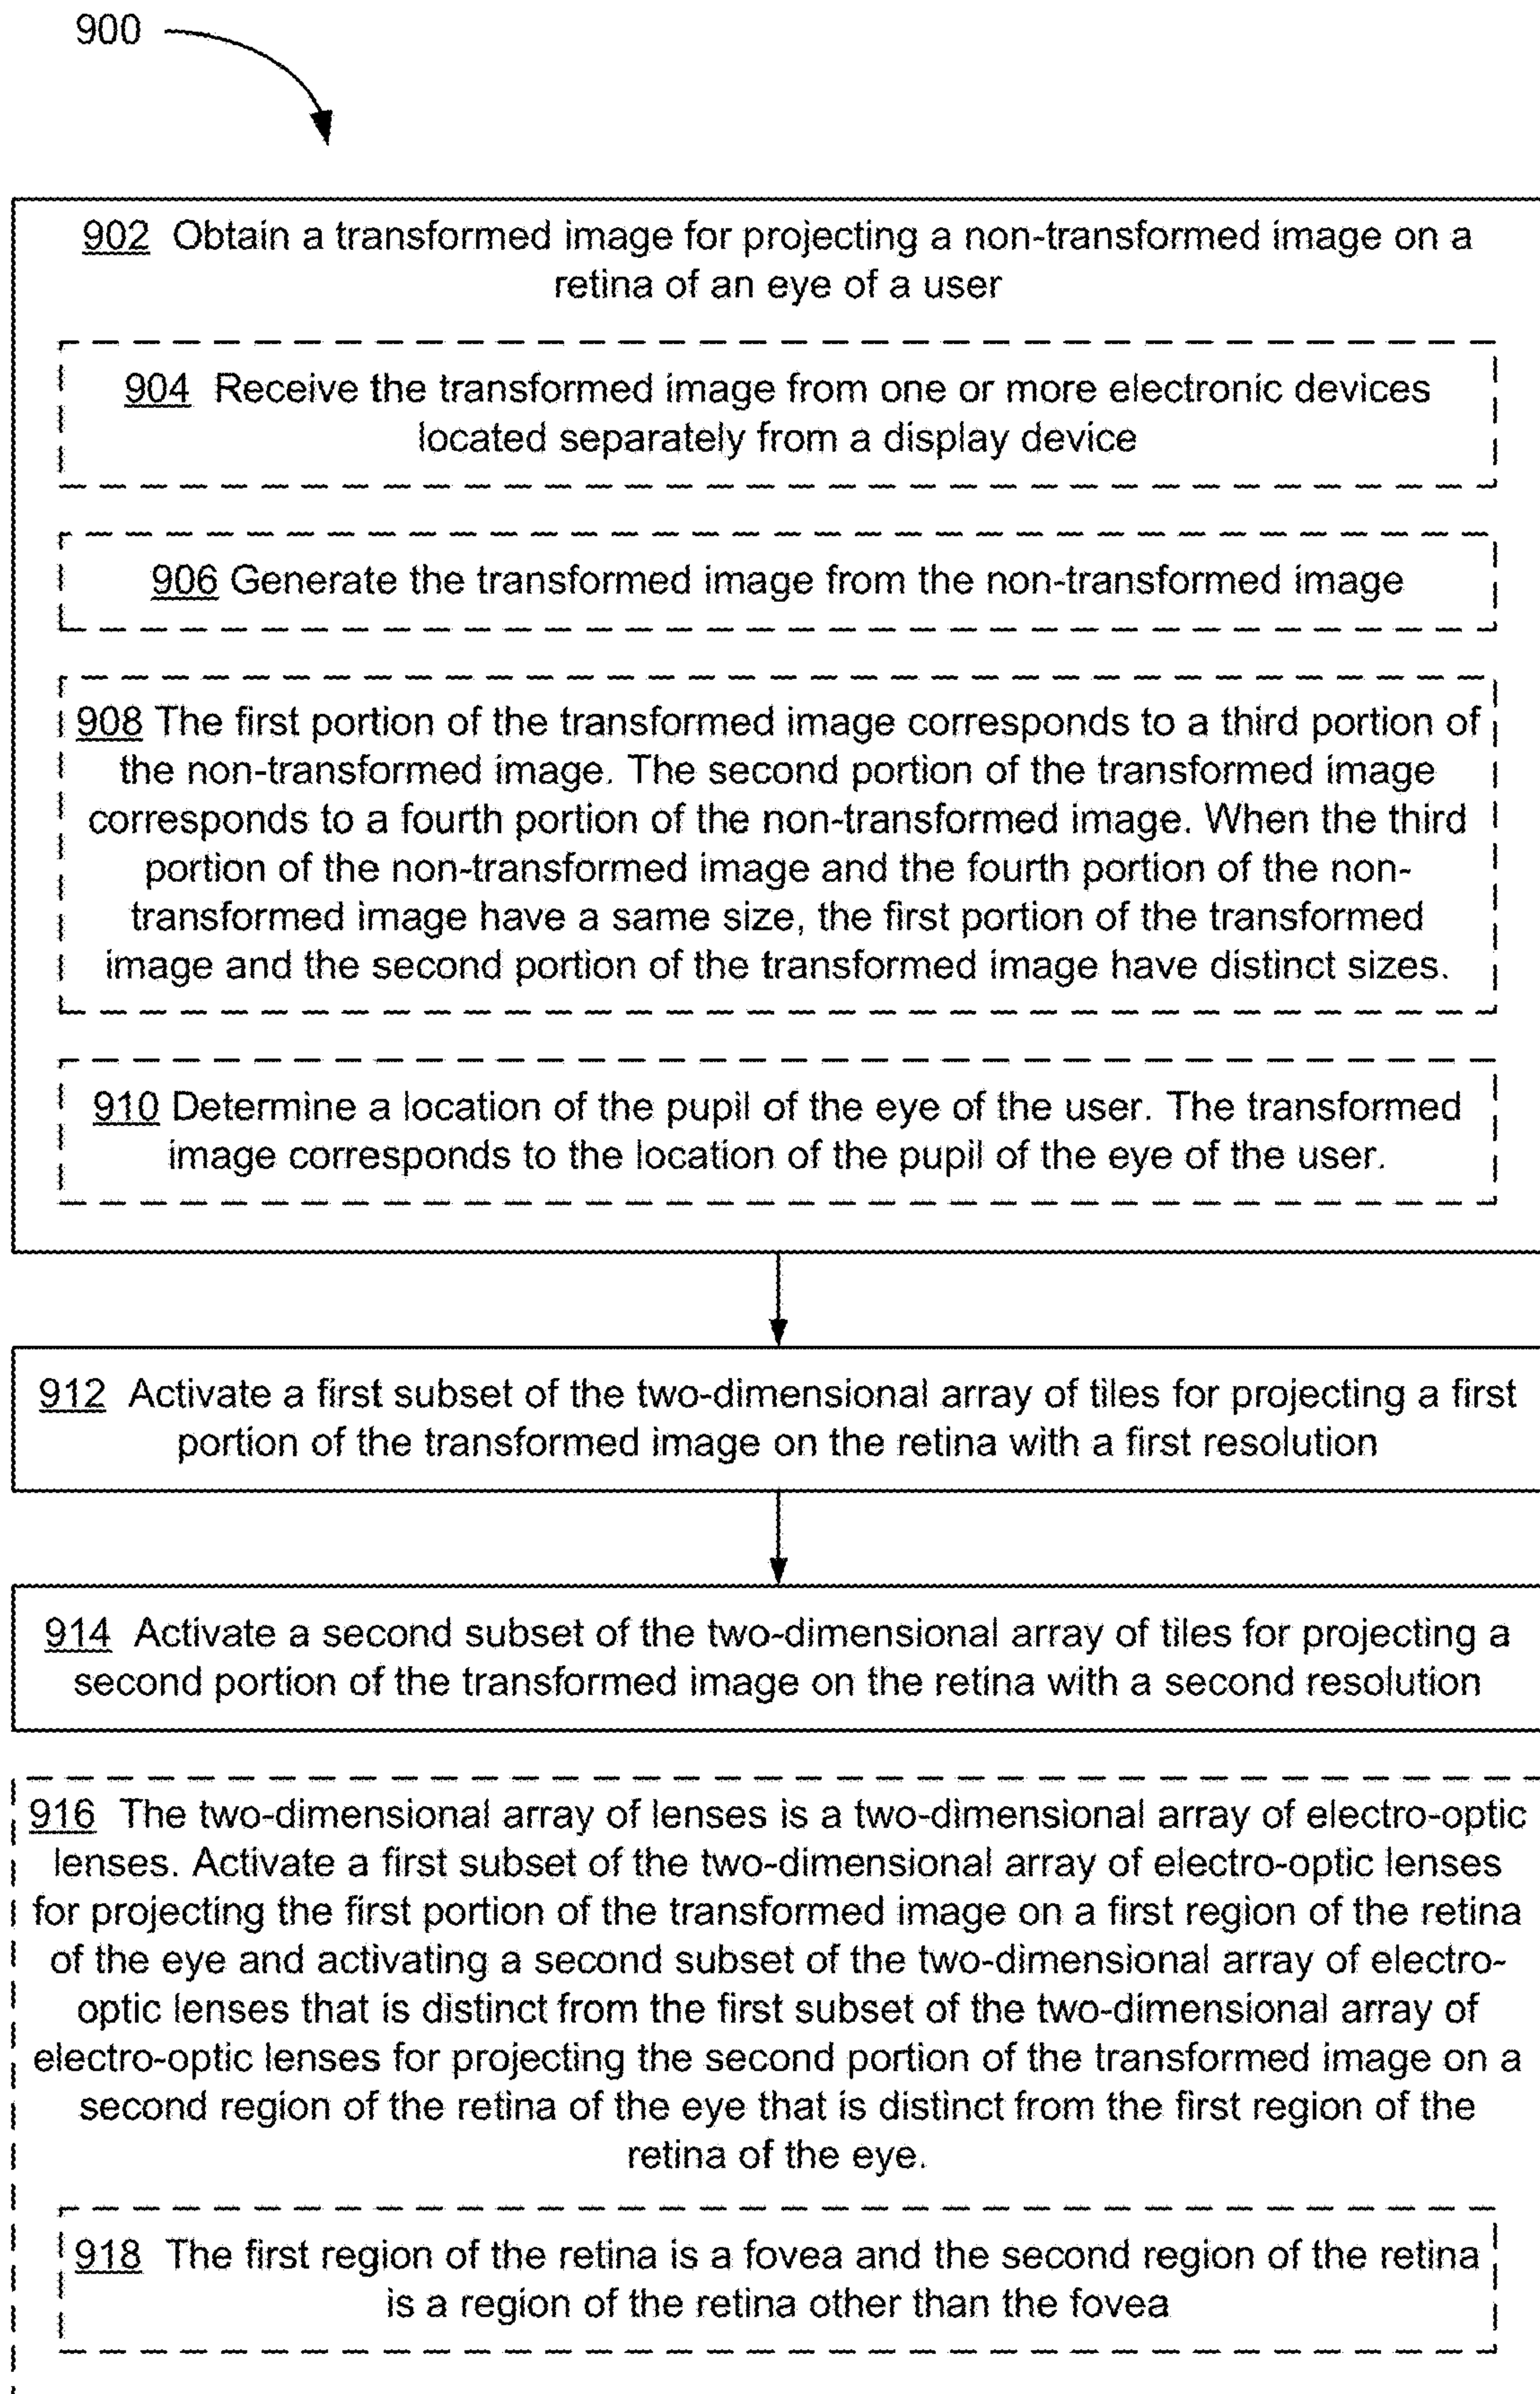 900
902 Obtain a transformed image for projecting a non-transformed image on a
retina of an eye of a user
904 Receive the transformed image from one or more electronic devices
located separately from a display device
906 Generate the transformed image from the non-transformed image
908 The first portion of the transformed image corresponds to a third portion of
the non-transformed image. The second portion of the transformed image
corresponds to a fourth portion of the non-transformed image. When the third
portion of the non-transformed image and the fourth portion of the non-
transformed image have a same size, the first portion of the transformed
image and the second portion of the transformed image have distinct sizes.
910 Determine a location of the pupil of the eye of the user. The transformed
image corresponds to the location of the pupil of the eye of the user.
912 Activate a first subset of the two-dimensional array of tiles for projecting a first
portion of the transformed image on the retina with a first resolution
914 Activate a second subset of the two-dimensional array of tiles for projecting a
second portion of the transformed image on the retina with a second resolution
916 The two-dimensional array of lenses is a two-dimensional array of electro-optic
lenses. Activate a first subset of the two-dimensional array of electro-optic lenses
for projecting the first portion of the transformed image on a first region of the retina
of the eye and activating a second subset of the two-dimensional array of electro-
optic lenses that is distinct from the first subset of the two-dimensional array of
electro-optic lenses for projecting the second portion of the transformed image on a
second region of the retina of the eye that is distinct from the first region of the
retina of the eye.
918 The first region of the retina is a fovea and the second region of the retina
is a region of the retina other than the fovea